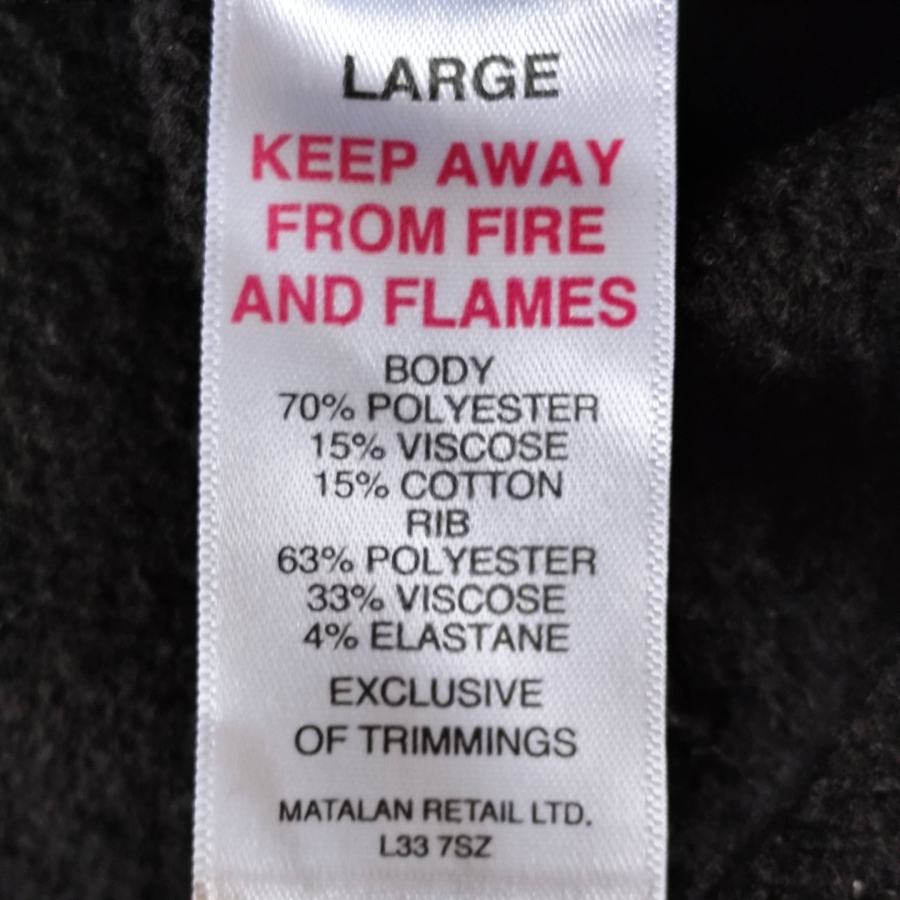 LARGE
KEEP AWAY
FROM FIRE
AND FLAMES
BODY
70% POLYESTER
15% VISCOSE
15% COTTON
RIB
63% POLYESTER
33% VISCOSE
4% ELASTANE
EXCLUSIVE
OF TRIMMINGS
MATALAN RETAIL LTD.
L33 7SZ